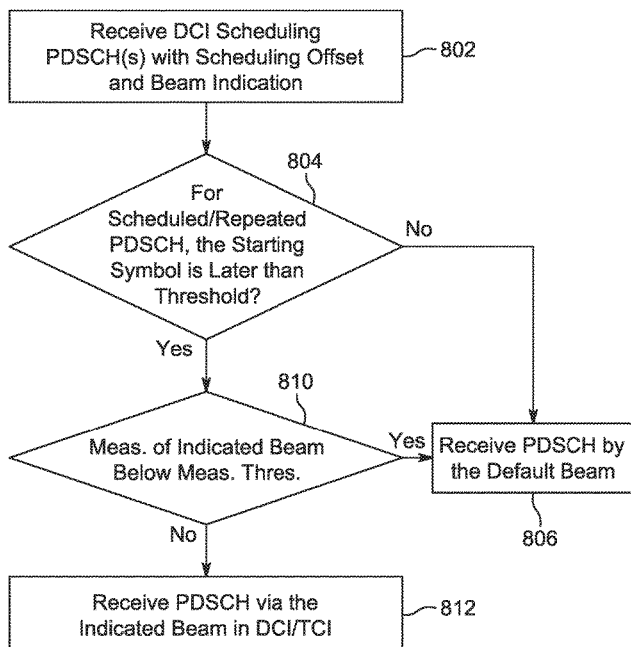 Receive DCI Scheduling
PDSCH(s) with Scheduling Offset
and Beam Indication
802
804
For
Scheduled/Repeated
PDSCH, the Starting
Symbol is Later than
Threshold?
No
Yes
810
Meas. of Indicated Beam
Below Meas. Thres.
Yes
Receive PDSCH by
the Default Beam
806
No
Receive PDSCH via the
Indicated Beam in DCI/TCI
812